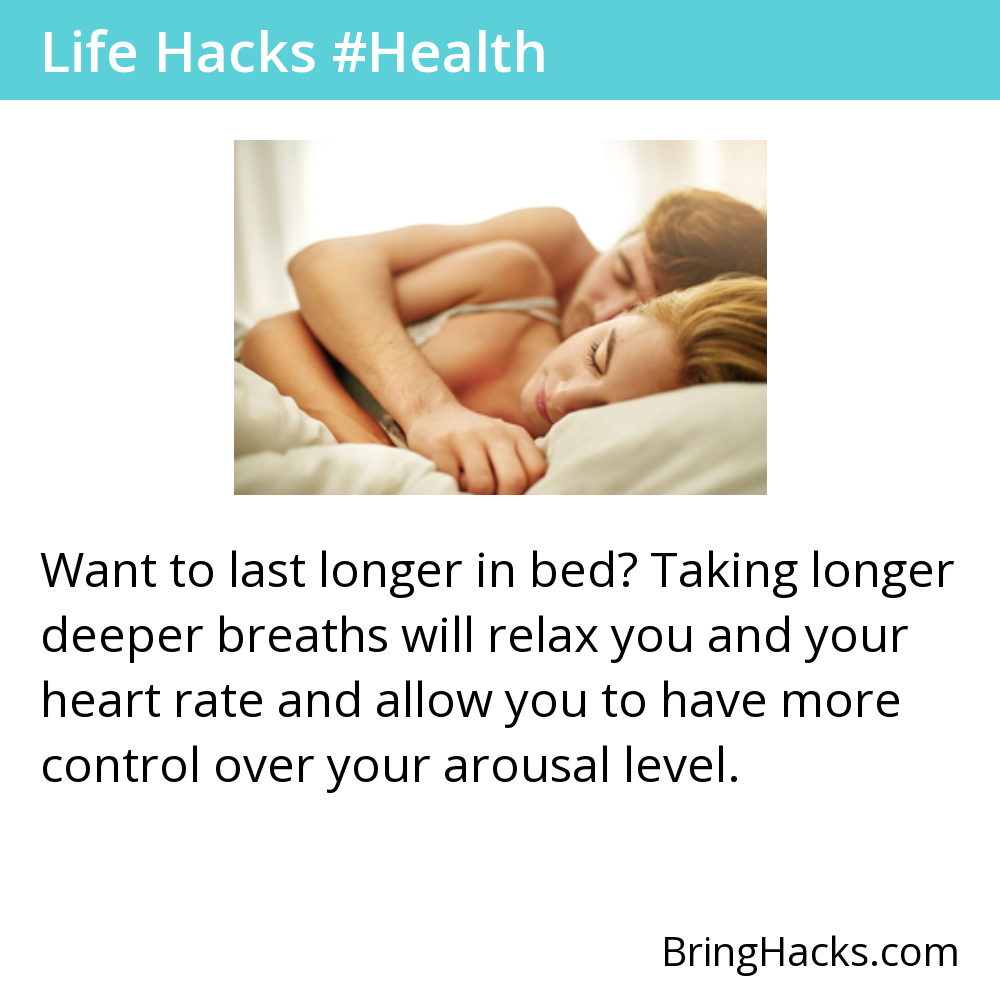 Life Hacks #Health
Want to last longer in bed? Taking longer
deeper breaths will relax you and your
heart rate and allow you to have more
control over your arousal level.
BringHacks.com